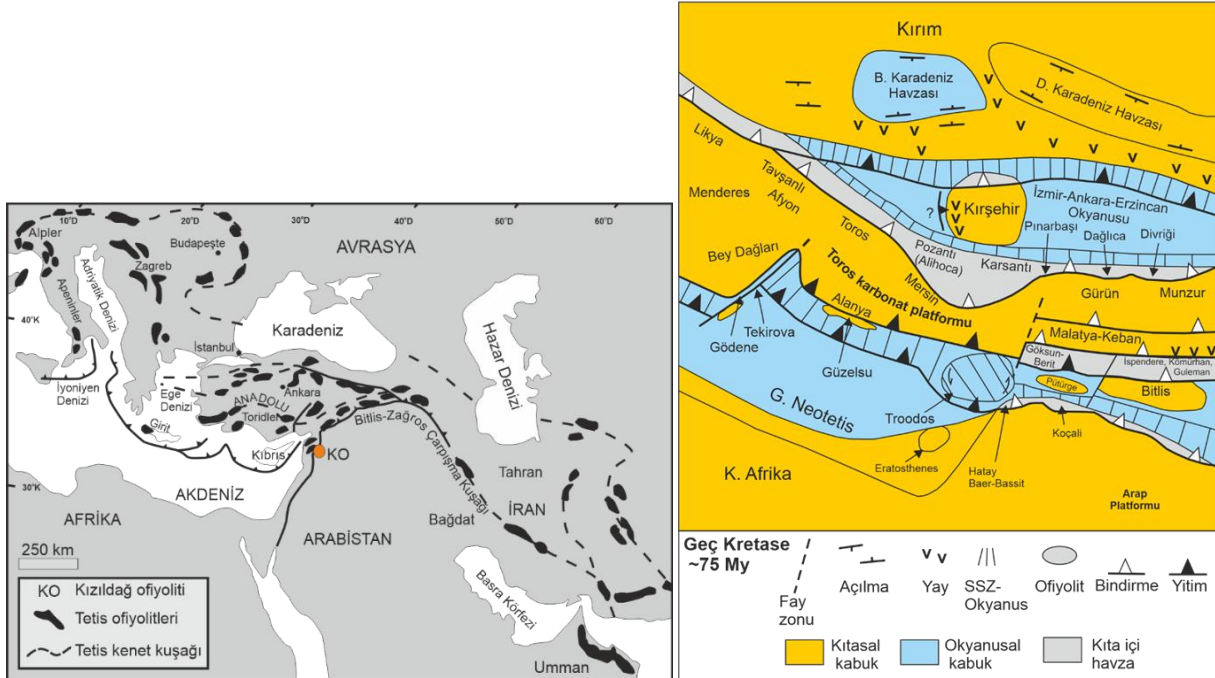 10°D
20°D
30°D
40°D
50°D
60°D
Alpler
Budapeşte
AVRASYA
Zagreb
Adriyatik Denizi
Apeninler
40°K
Karadeniz
Hazar Denizi
İstanbul
İyoniyen
Denizi
Ege
Denizi
ANADOLU
Ankara
Toridler
Bitlis-Zağros Çarpışma Kuşağı
Girit
Kıbrıs
KO
Tahran
30°K
AKDENİZ
İRAN
AFRİKA
Bağdat
ARABİSTAN
250 km
Basra
Körfezi
Umman
KO Kızıldağ ofiyoliti
Tetis ofiyolitleri
Tetis kenet kuşağı
Kırım
B. Karadeniz
Havzası
D. Karadeniz
Havzası
Likya
Tavşanlı
Afyon
Menderes
?
Kırşehir
İzmir-Ankara-Erzincan
Okyanusu
Pınarbaşı
Dağlıca
Divriği
Toros
Pozantı
(Alihoca)
Karsantı
Bey Dağları
Toros karbonat platformu
Mersin
Gürün
Munzur
Alanya
Malatya-Keban
Tekirova
Gödene
Göksun-
Berit
İspendere, Kömürhan,
Guleman
Güzelsu
Pütürge
Bitlis
G. Neotetis
Troodos
Koçali
Eratosthenes
Hatay
Baer-Bassit
K. Afrika
Arap
Platformu
Geç Kretase
~75 My
Fay
zonu
Açılma
Yay
SSZ-
Okyanus
Ofiyolit
Bindirme
Yitim
Kıtasal
kabuk
Okyanusal
kabuk
Kıta içi
havza